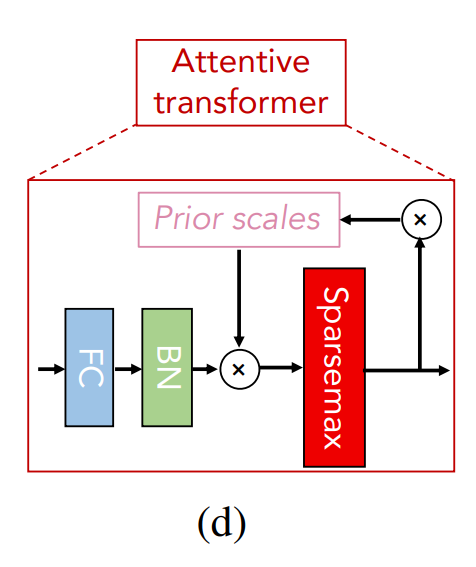 Attentive
transformer
Prior scales
×
FC
BN
×
Sparsemax
(d)